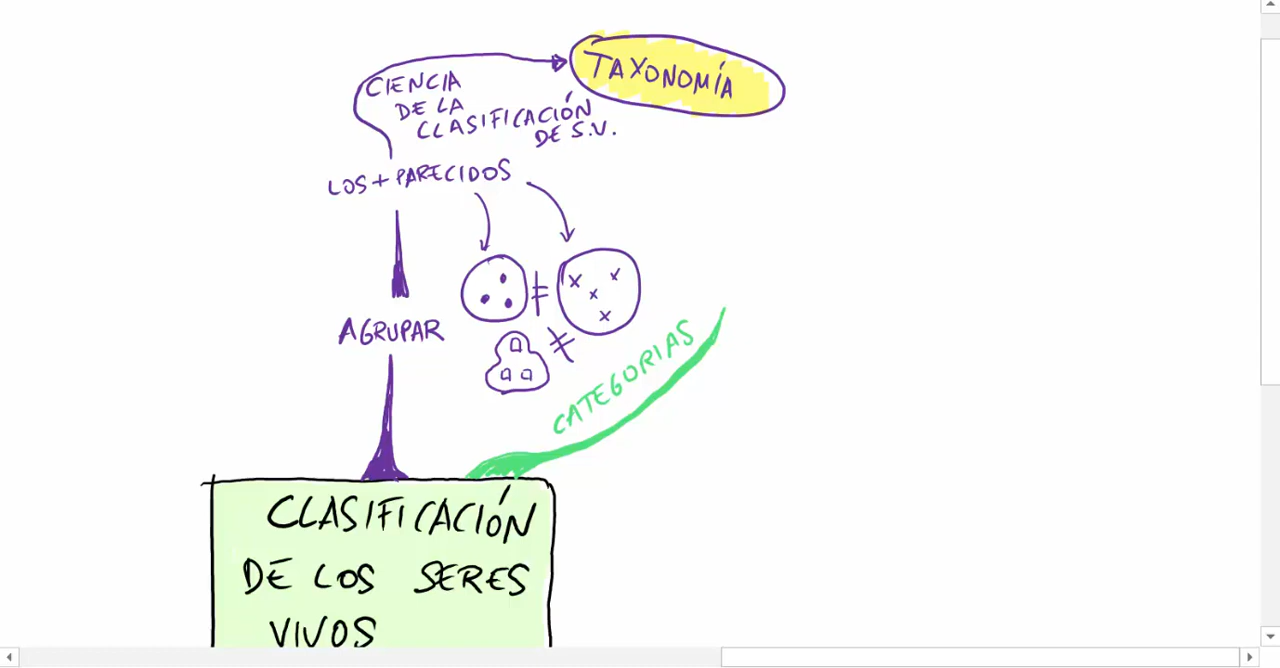 TAXONOMÍA
CIENCIA
DE LA
CLASIFICACIÓN
DE S.V.
LOS + PARECIDOS
AGRUPAR
CATEGORIAS
CLASIFICACIÓN
DE LOS SERES
VIVOS